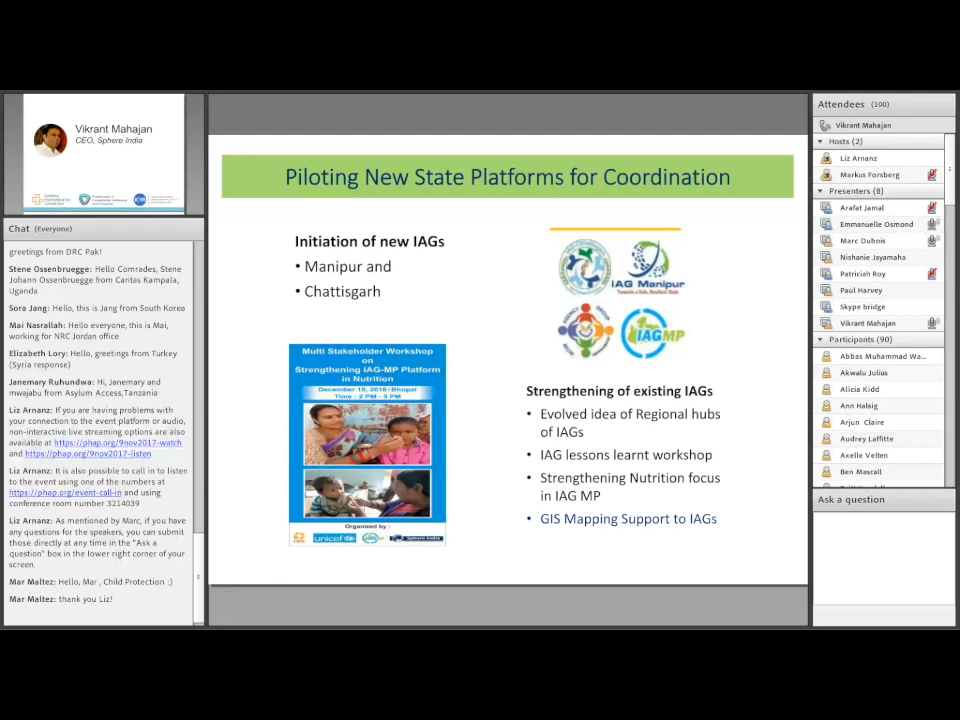 Vikrant Mahajan
CEO, Sphere India
Chat (Everyone)
greetings from DRC Pak!
Stene Ossenbruegge: Hello Comrades, Stene
Johann Ossenbruegge from Caritas Kampala,
Uganda
Sora Jang: Hello, this is Jang from South Korea
Mai Nasrallah: Hello everyone, this is Mai,
working for NRC Jordan office
Elizabeth Lory: Hello, greetings from Turkey
(Syria response)
Janemary Ruhundwa: Hi, Janemary and
mwajabu from Asylum Access,Tanzania
Liz Arnanz: If you are having problems with
your connection to the event platform or audio,
non-interactive live streaming options are also
available at https://phap.org/9nov2017-watch
and https://phap.org/9nov2017-listen
Liz Arnanz: It is also possible to call in to listen
to the event using one of the numbers at
https://phap.org/event-call-in and using
conference room number 3214039
Liz Arnanz: As mentioned by Marc, if you have
any questions for the speakers, you can submit
those directly at any time in the "Ask a
question" box in the lower right corner of your
screen.
Mar Maltez: Hello, Mar , Child Protection :)
Mar Maltez: thank you Liz!
Piloting New State Platforms for Coordination
Initiation of new IAGs
• Manipur and
• Chattisgarh
Multi Stakeholder Workshop
on
Strengthening IAG-MP Platform
in Nutrition
December 19, 2016 | Bhopal
Time : 2 PM - 5 PM
Organized by :
unicef
Sphere India
IAG Manipur
AGENCY GROUP
IAGMP
Strengthening of existing IAGs
• Evolved idea of Regional hubs
of IAGs
• IAG lessons learnt workshop
• Strengthening Nutrition focus
in IAG MP
• GIS Mapping Support to IAGs
Attendees (100)
Vikrant Mahajan
Hosts (2)
Liz Arnanz
Markus Forsberg
Presenters (8)
Arafat Jamal
Emmanuelle Osmond
Marc Dubois
Nishanie Jayamaha
Patriciah Roy
Paul Harvey
Skype bridge
Vikrant Mahajan
Participants (90)
Abbas Muhammad Wa...
Akwalu Julius
Alicia Kidd
Ann Halsig
Arjun Claire
Audrey Laffitte
Axelle Velten
Ben Mascall
Ask a question